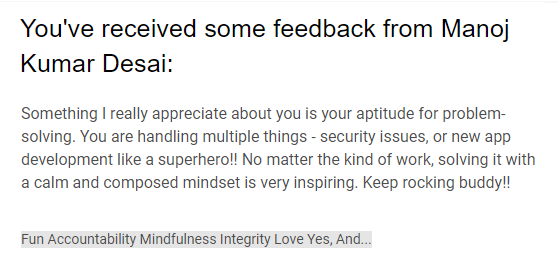 You've received some feedback from Manoj
Kumar Desai:
Something I really appreciate about you is your aptitude for problem-
solving. You are handling multiple things - security issues, or new app
development like a superhero!! No matter the kind of work, solving it with
a calm and composed mindset is very inspiring. Keep rocking buddy!!
Fun Accountability Mindfulness Integrity Love Yes, And...